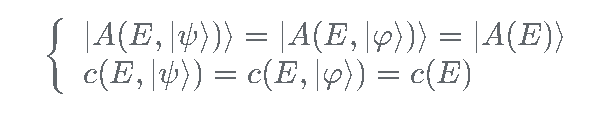 |A(E, |ψ⟩)⟩ = |A(E, |φ⟩)⟩ = |A(E)⟩
c(E, |ψ⟩) = c(E, |φ⟩) = c(E)